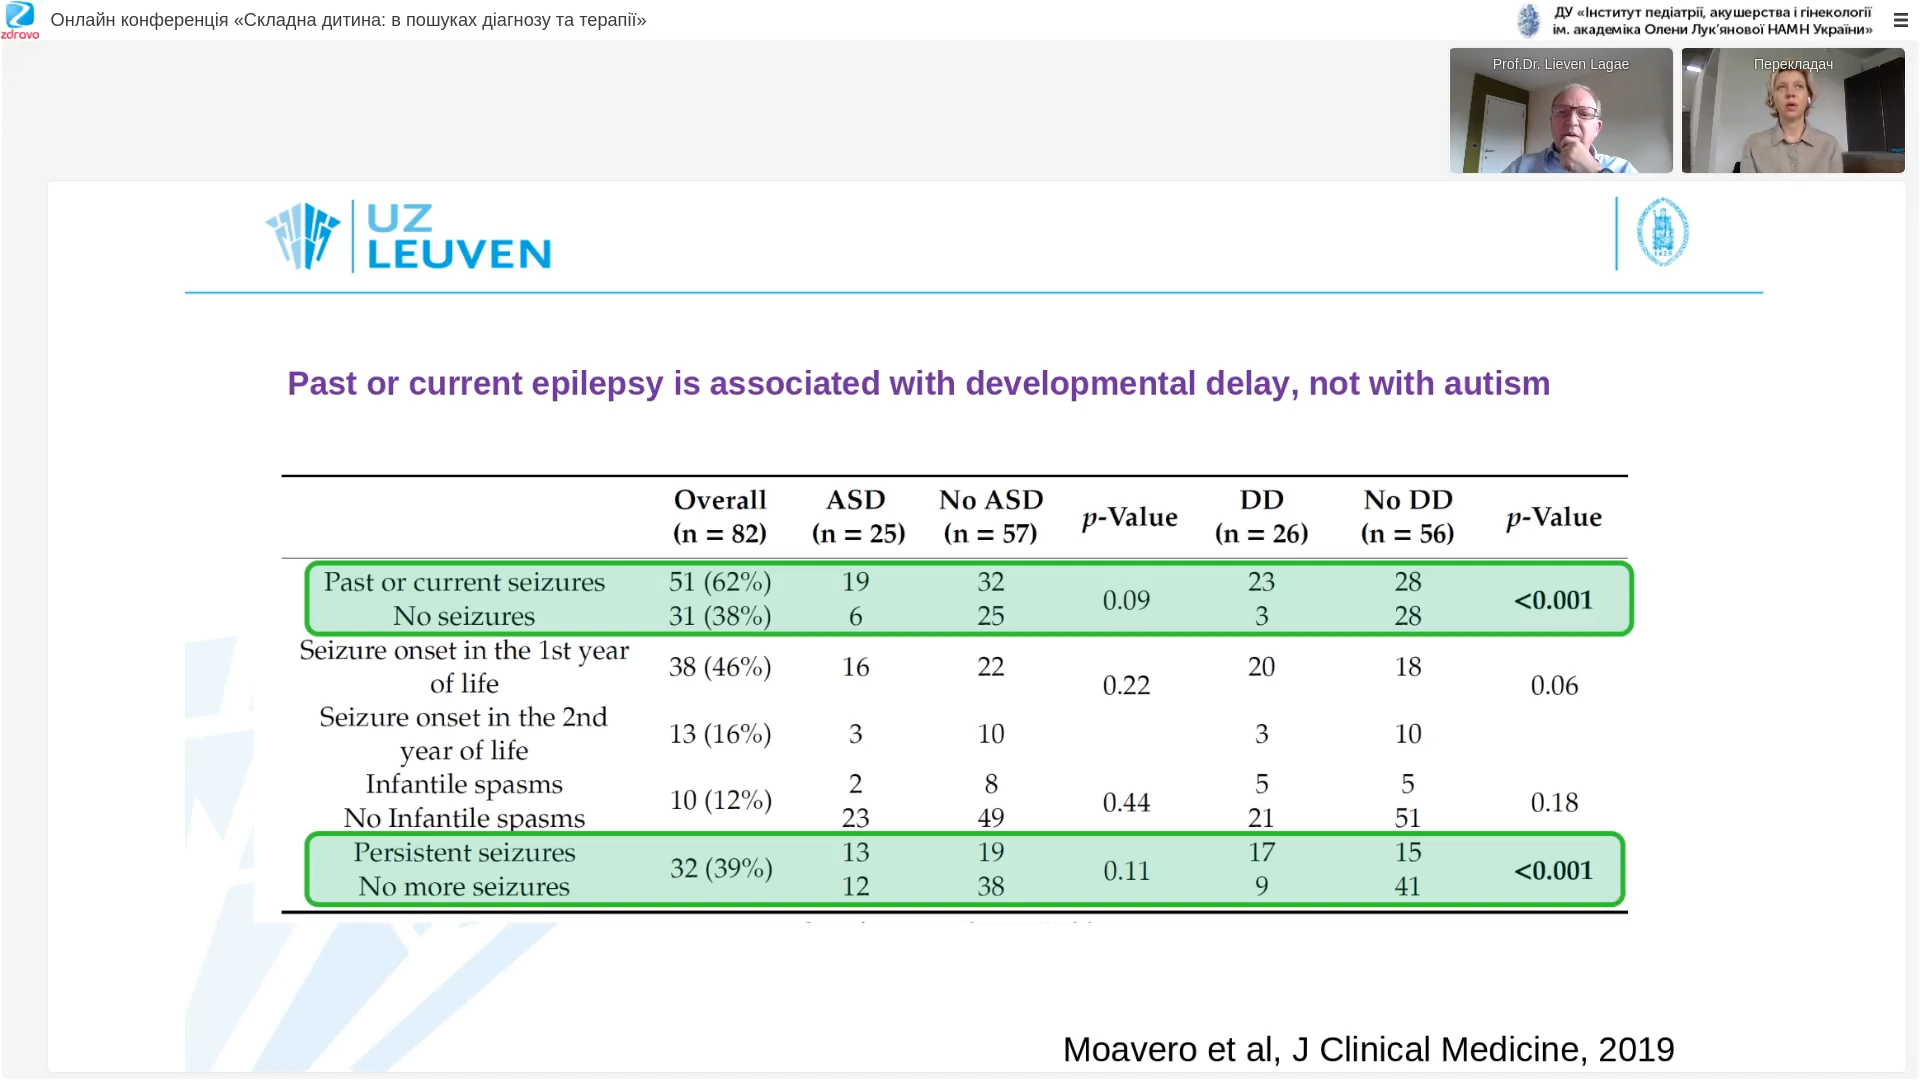 zdravo
Онлайн конференція «Складна дитина: в пошуках діагнозу та терапії»
ДУ «Інститут педіатрії, акушерства і гінекології
ім. академіка Олени Лук’янової НАМН України»
Prof.Dr. Lieven Lagae
Перекладач
UZ
LEUVEN
Past or current epilepsy is associated with developmental delay, not with autism
Overall ASD No ASD p-Value DD No DD p-Value
(n = 82) (n = 25) (n = 57) (n = 26) (n = 56)
Past or current seizures 51 (62%) 19 32 0.09 23 28 <0.001
No seizures 31 (38%) 6 25 3 28
Seizure onset in the 1st year 38 (46%) 16 22 0.22 20 18 0.06
of life
Seizure onset in the 2nd 13 (16%) 3 10 3 10
year of life
Infantile spasms 10 (12%) 2 8 0.44 5 5 0.18
No Infantile spasms 23 49 21 51
Persistent seizures 32 (39%) 13 19 0.11 17 15 <0.001
No more seizures 12 38 9 41
Moavero et al, J Clinical Medicine, 2019